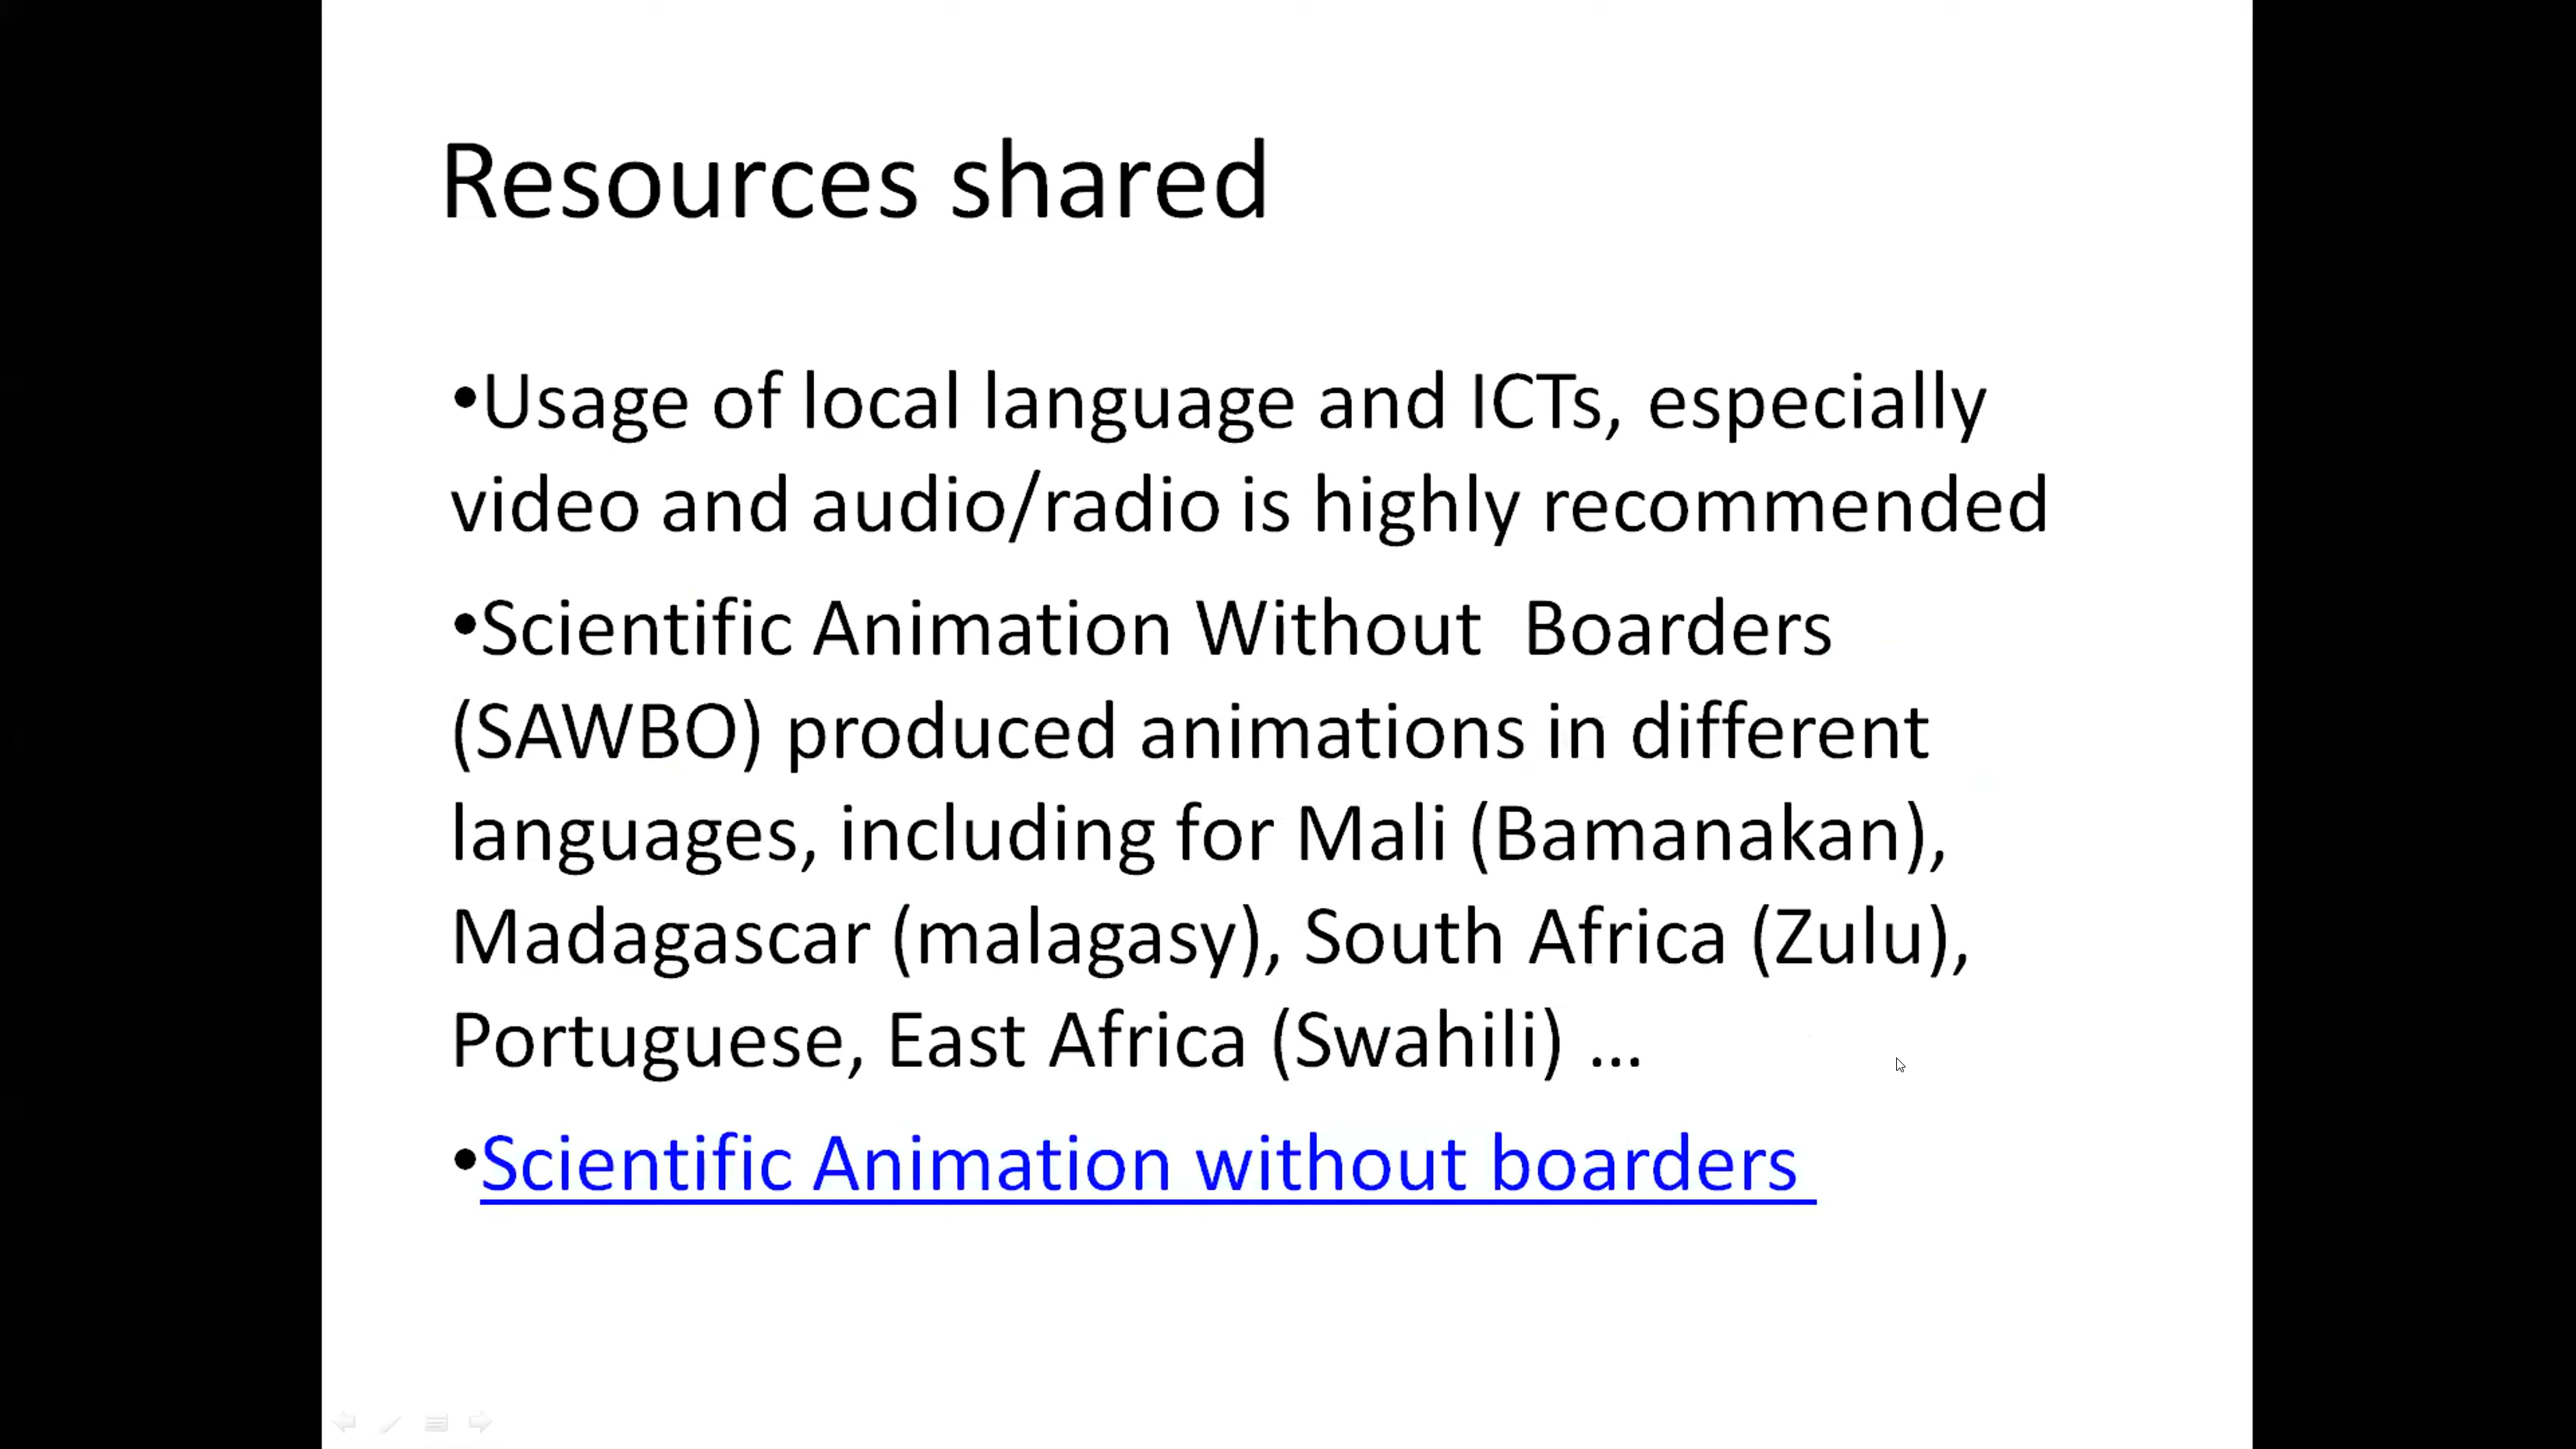 Resources shared
•Usage of local language and ICTs, especially
video and audio/radio is highly recommended
•Scientific Animation Without  Boarders
(SAWBO) produced animations in different
languages, including for Mali (Bamanakan),
Madagascar (malagasy), South Africa (Zulu),
Portuguese, East Africa (Swahili) ...
•Scientific Animation without boarders